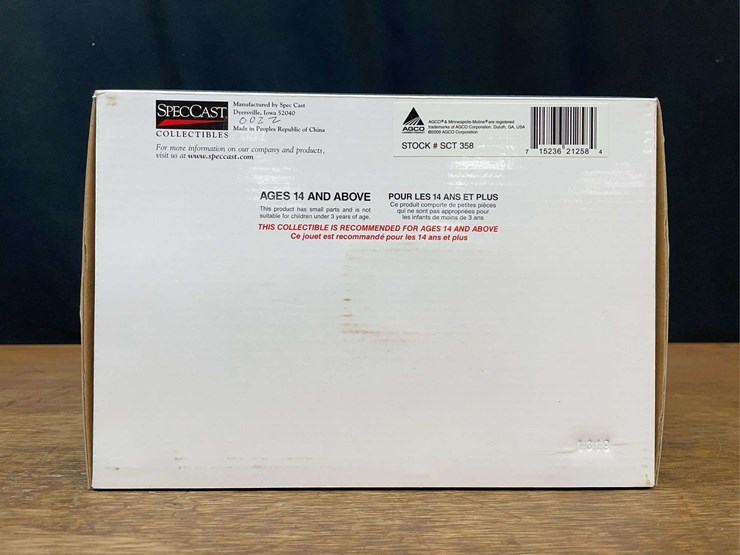 SPECCAST
COLLECTIBLES
Manufactured by Spec Cast
Dyersville, Iowa 52040
0022
Made in Peoples Republic of China
For more information on our company and products,
visit us at www.speccast.com
AGCO
AGCO® & Minneapolis-Moline® are registered
trademarks of AGCO Corporation, Duluth, GA, USA
©2009 AGCO Corporation
STOCK # SCT 358
7 15236 21258 4
AGES 14 AND ABOVE
This product has small parts and is not
suitable for children under 3 years of age.
POUR LES 14 ANS ET PLUS
Ce produit comporte de petites pièces
qui ne sont pas appropriées pour
les infants de moins de 3 ans
THIS COLLECTIBLE IS RECOMMENDED FOR AGES 14 AND ABOVE
Ce jouet est recommandé pour les 14 ans et plus